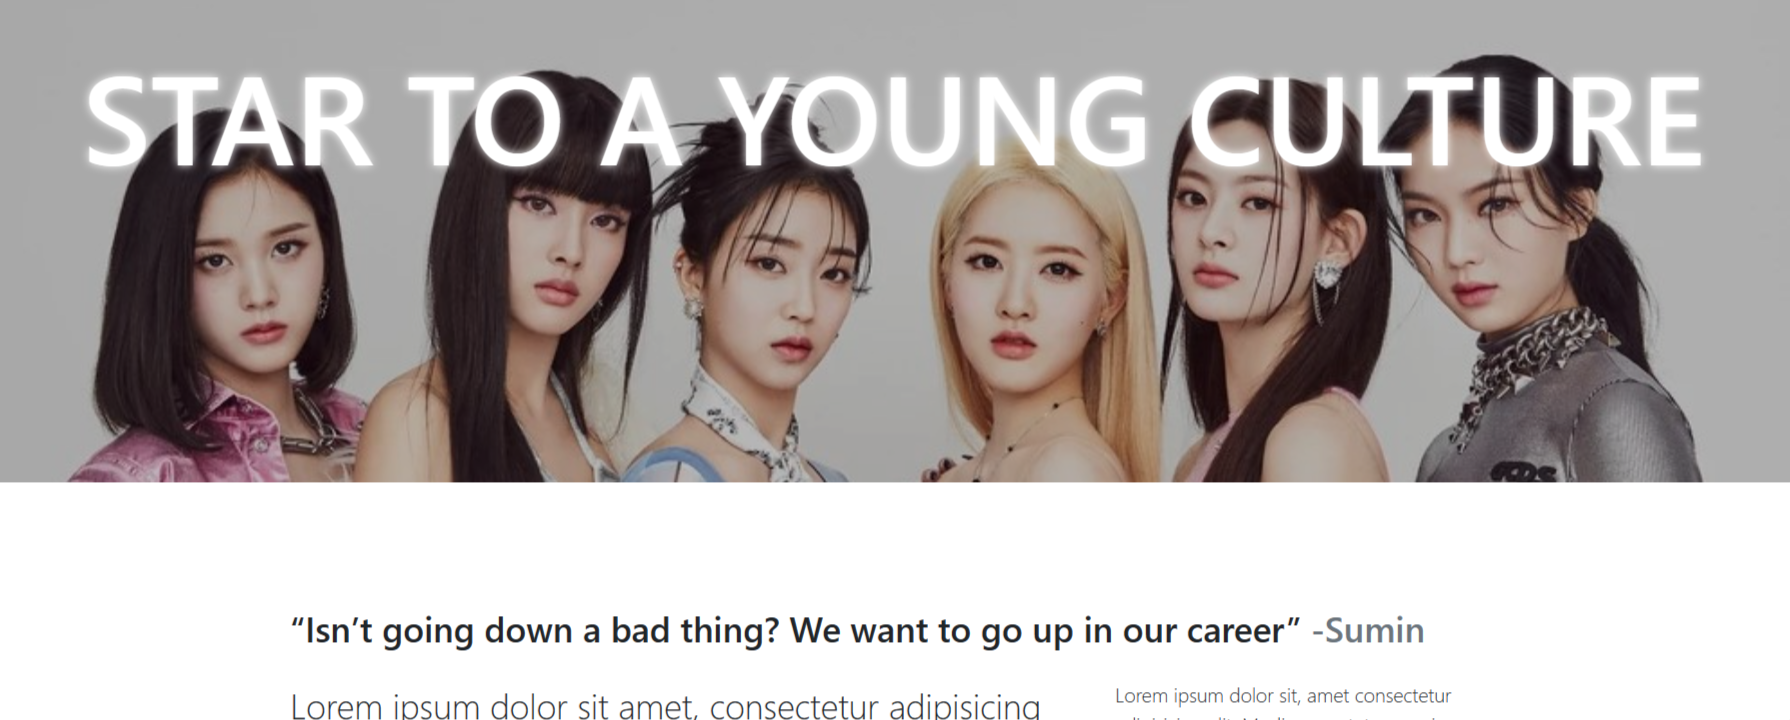 STAR TO A YOUNG CULTURE
“Isn’t going down a bad thing? We want to go up in our career” -Sumin
Lorem ipsum dolor sit amet, consectetur adipisicing
Lorem ipsum dolor sit, amet consectetur